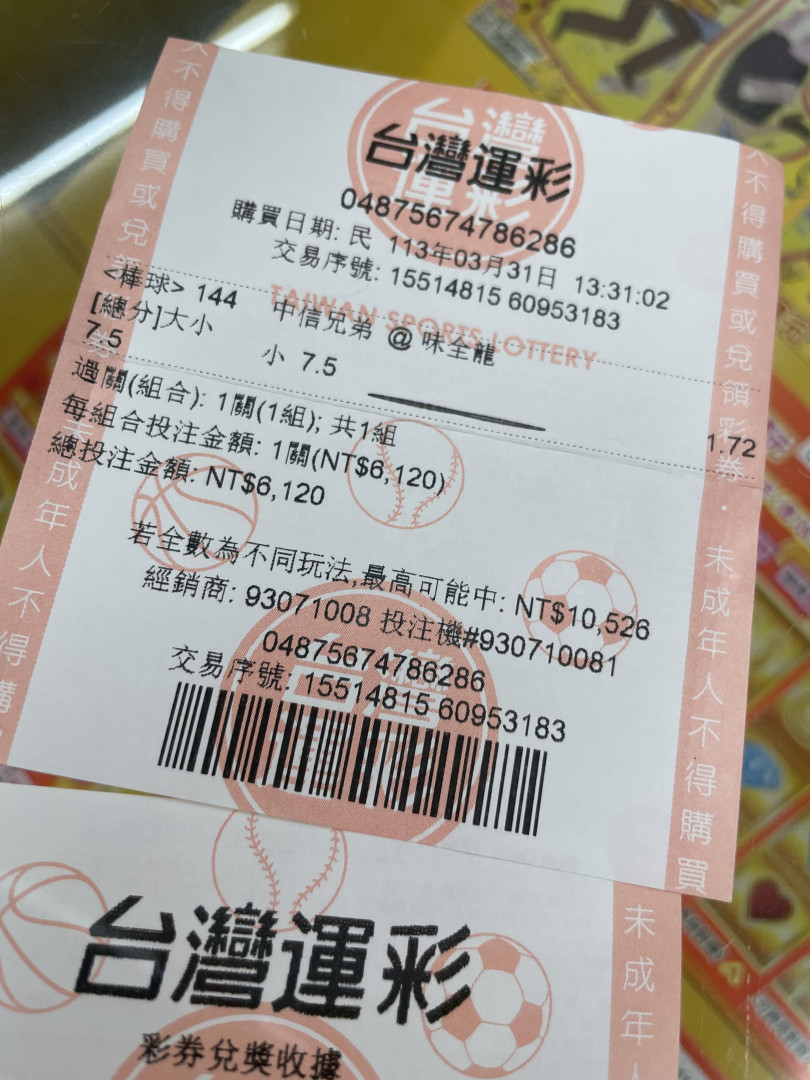 台灣運彩
04875674786286
購買日期: 民 113年03月31日 13:31:02
交易序號: 15514815 60953183
TAIWAN SPORTS LOTTERY
<棒球> 144 中信兄弟 @ 味全龍
[總分]大小
7.5 小 7.5 1.72
過關(組合): 1關(1組); 共1組
每組合投注金額: 1關(NT$6,120)
總投注金額: NT$6,120
若全數為不同玩法,最高可能中: NT$10,526
經銷商: 93071008 投注機#930710081
04875674786286
交易序號: 15514815 60953183
人不得購買或兌領
未成年人不得購
人不得購買或兌領彩券・未成年人不得購買
台灣運彩
彩券兌獎收據
未成年人